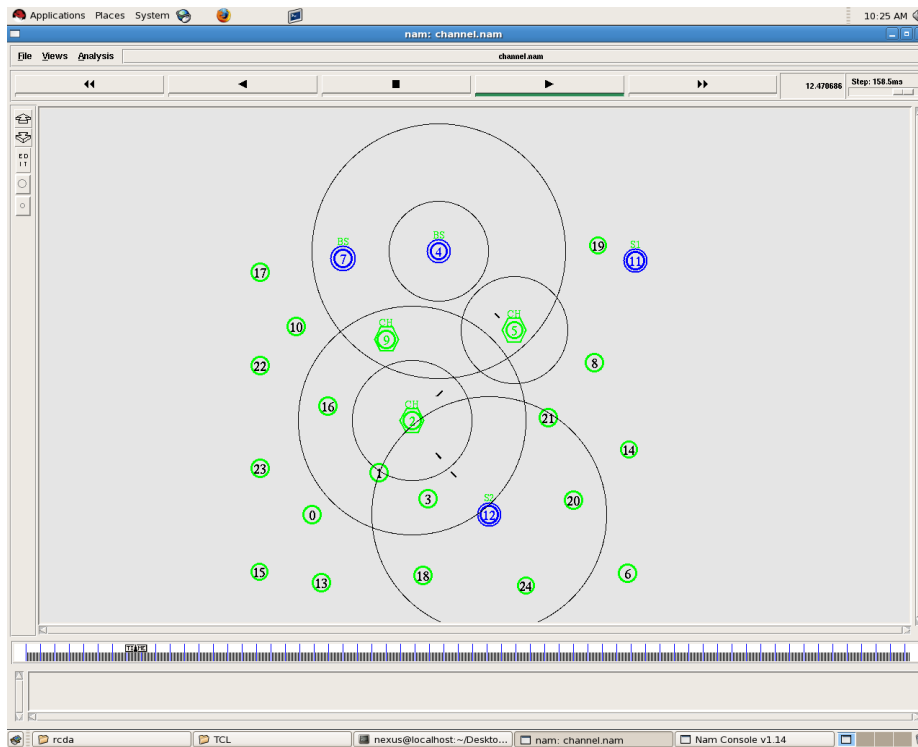 Applications Places System 10:25 AM
nam: channel.nam
File Views Analysis channel.nam
12.470686 Step: 158.5ms
ED
IT
BS
4
BS
7
19
S1
11
17
10
CH
5
CH
9
22
8
16
CH
2
21
14
23
1
3
20
S2
12
0
15
13
18
24
6
TIME
rcda TCL nexus@localhost:~/Deskto... nam: channel.nam Nam Console v1.14